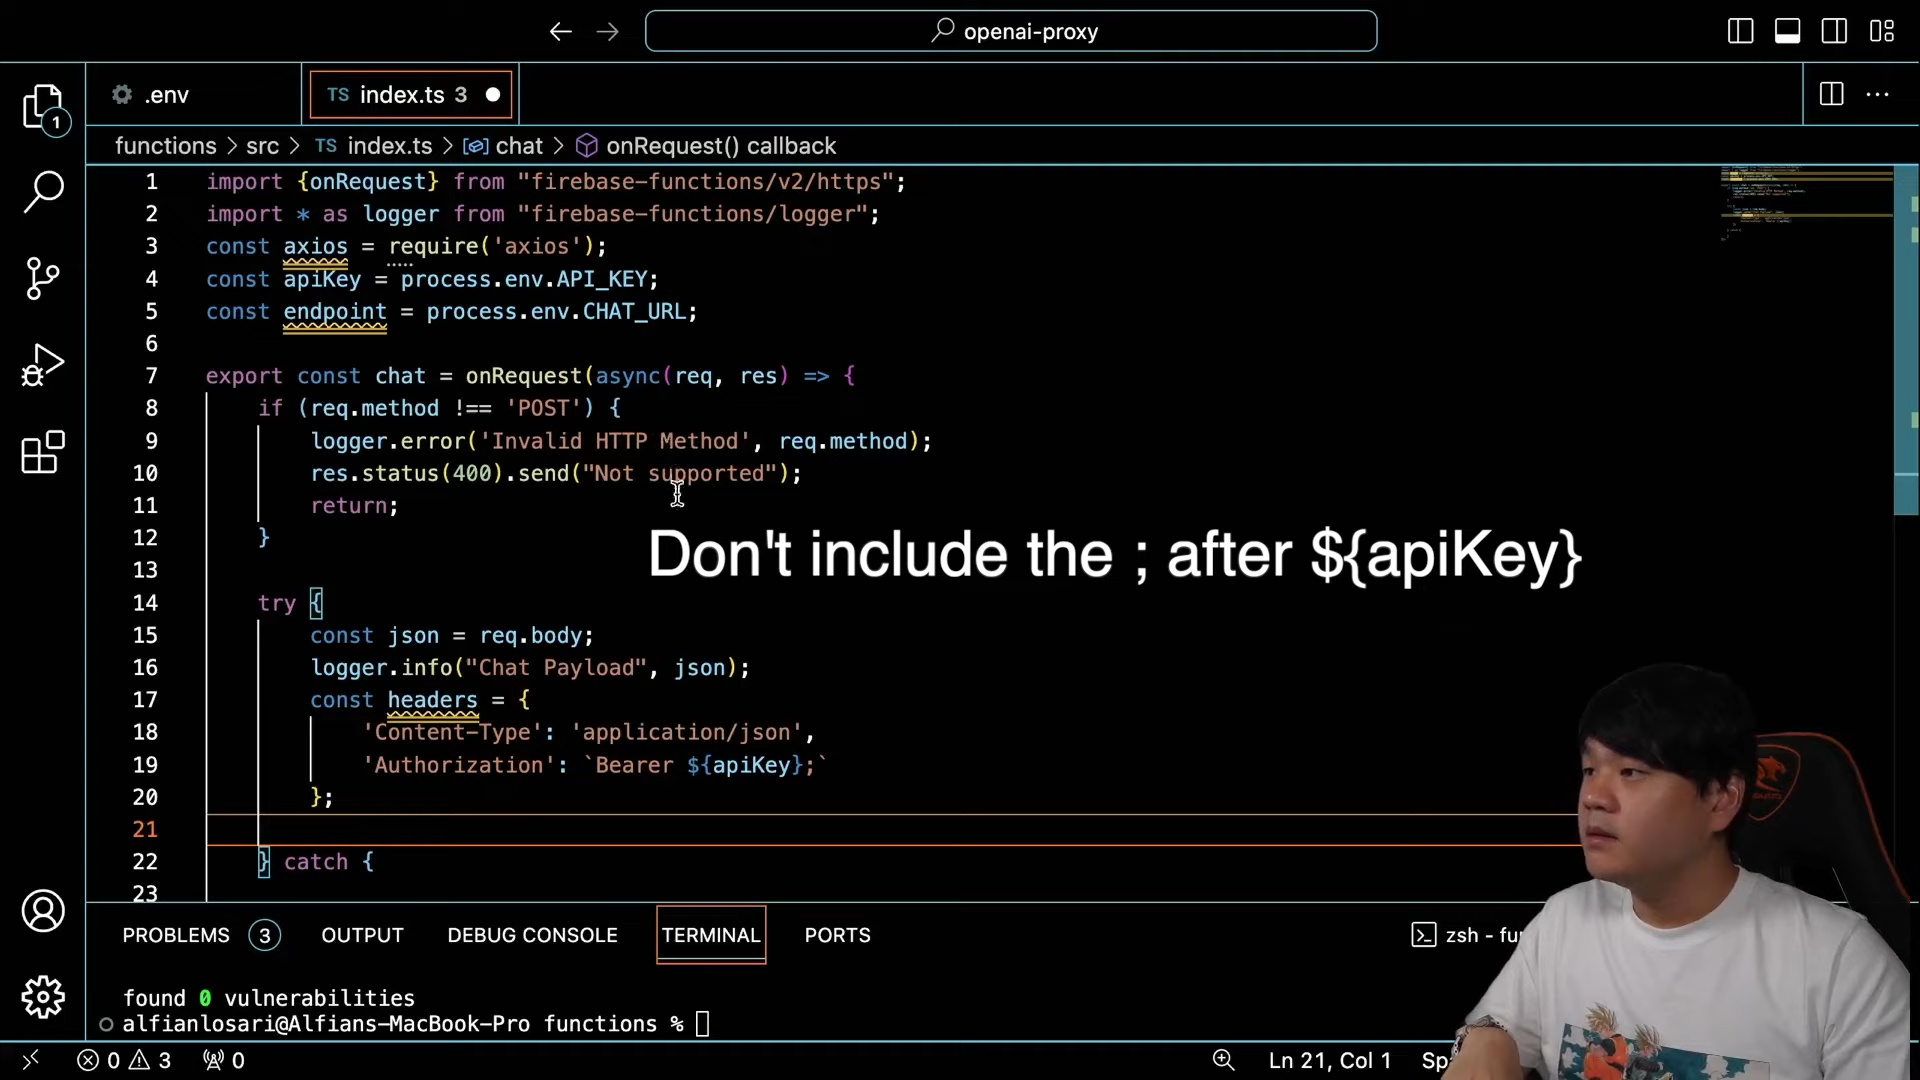 openai-proxy
.env
TS index.ts 3
1
functions > src > TS index.ts > chat > onRequest() callback
1 import {onRequest} from "firebase-functions/v2/https";
2 import * as logger from "firebase-functions/logger";
3 const axios = require('axios');
4 const apiKey = process.env.API_KEY;
5 const endpoint = process.env.CHAT_URL;
6
7 export const chat = onRequest(async(req, res) => {
8 if (req.method !== 'POST') {
9 logger.error('Invalid HTTP Method', req.method);
10 res.status(400).send("Not supported");
11 return;
12 }
Don't include the ; after ${apiKey}
13
14 try {
15 const json = req.body;
16 logger.info("Chat Payload", json);
17 const headers = {
18 'Content-Type': 'application/json',
19 'Authorization': `Bearer ${apiKey};`
20 };
21
22 } catch {
23
PROBLEMS 3 OUTPUT DEBUG CONSOLE TERMINAL PORTS zsh
found 0 vulnerabilities
alfianlosari@Alfians-MacBook-Pro functions %
0 3 0 Ln 21, Col 1